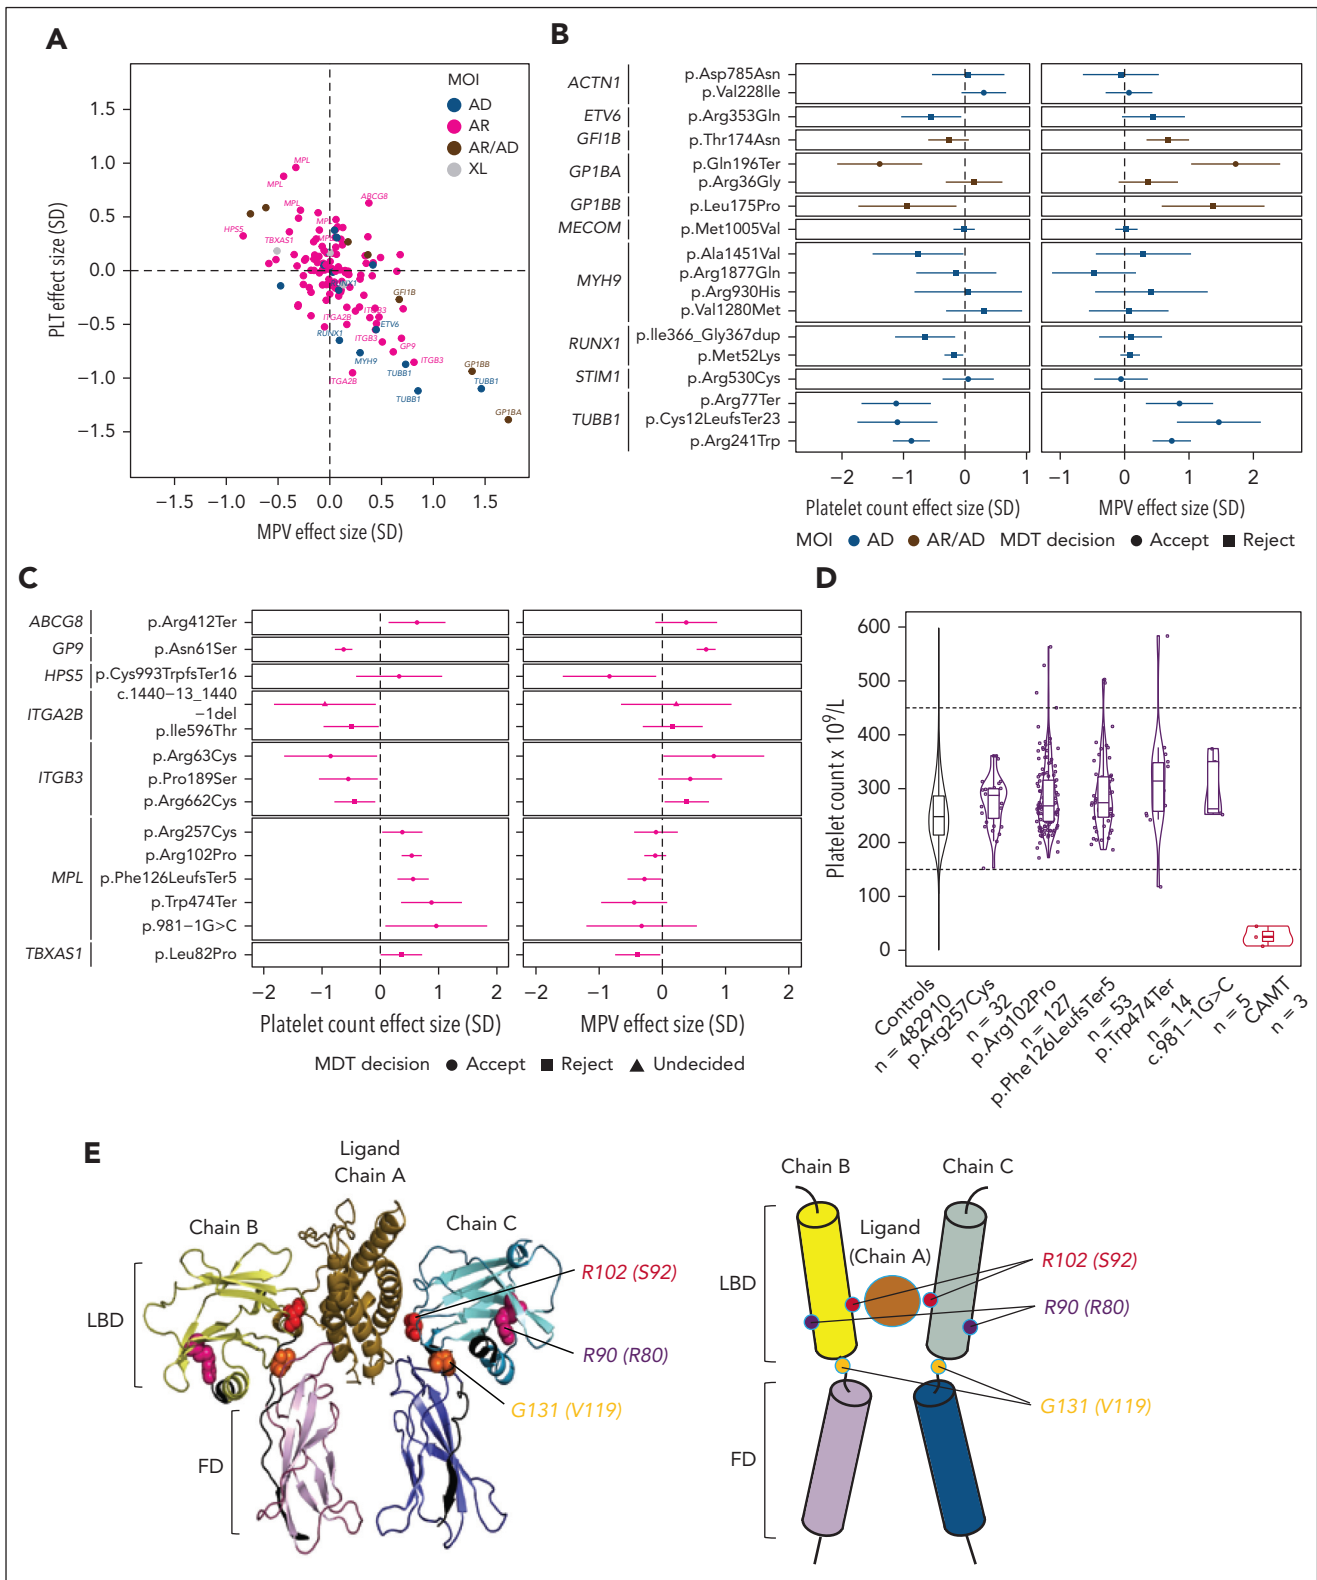 A
PLT effect size (SD)
1.5
1.0
0.5
0.0
−0.5
−1.0
−1.5
MOI
AD
AR
AR/AD
XL
MPL
MPL
MPL
ABCG8
HPS5
TBXAS1
MPL
GFI1B
ITGA2B
ITGB3
ETV6
RUNX1
ITGB3
GP9
MYH9
ITGB3
TUBB1
ITGA2B
GP1BB
TUBB1
TUBB1
GP1BA
−1.5 −1.0 −0.5 0.0 0.5 1.0 1.5
MPV effect size (SD)
B
ACTN1
p.Asp785Asn
p.Val228Ile
ETV6
p.Arg353Gln
GFI1B
p.Thr174Asn
GP1BA
p.Gln196Ter
p.Arg36Gly
GP1BB
p.Leu175Pro
MECOM
p.Met1005Val
MYH9
p.Ala1451Val
p.Arg1877Gln
p.Arg930His
p.Val1280Met
RUNX1
p.Ile366_Gly367dup
p.Met52Lys
STIM1
p.Arg530Cys
TUBB1
p.Arg77Ter
p.Cys12LeufsTer23
p.Arg241Trp
−2 −1 0 1
−1 0 1 2
Platelet count effect size (SD)
MPV effect size (SD)
MOI AD AR/AD MDT decision Accept Reject
C
ABCG8
p.Arg412Ter
GP9
p.Asn61Ser
HPS5
p.Cys993TrpfsTer16
ITGA2B
c.1440−13_1440
−1del
p.Ile596Thr
ITGB3
p.Arg63Cys
p.Pro189Ser
p.Arg662Cys
MPL
p.Arg257Cys
p.Arg102Pro
p.Phe126LeufsTer5
p.Trp474Ter
p.981−1G>C
TBXAS1
p.Leu82Pro
−2 −1 0 1 2
−2 −1 0 1 2
Platelet count effect size (SD)
MPV effect size (SD)
MDT decision Accept Reject Undecided
D
Platelet count x 10⁹/L
600
500
400
300
200
100
0
Controls
n = 482910
p.Arg257Cys
n = 32
p.Arg102Pro
n = 127
p.Phe126LeufsTer5
n = 53
p.Trp474Ter
n = 14
c.981−1G>C
n = 5
CAMT
n = 3
E
Ligand
Chain A
Chain B
Chain C
LBD
FD
R102 (S92)
R90 (R80)
G131 (V119)
Chain B
Chain C
Ligand
(Chain A)
LBD
FD
R102 (S92)
R90 (R80)
G131 (V119)